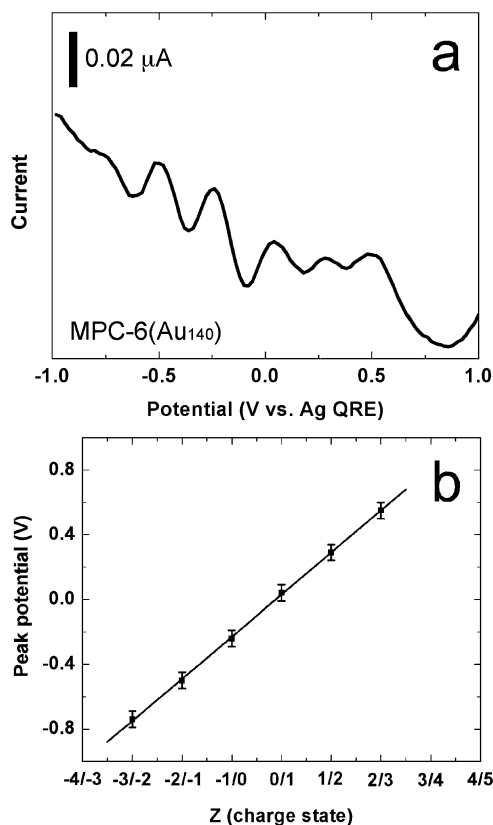 a
0.02 μA
Current
MPC-6(Au140)
-1.0 -0.5 0.0 0.5 1.0
Potential (V vs. Ag QRE)
b
Peak potential (V)
0.8
0.4
0.0
-0.4
-0.8
-4/-3 -3/-2 -2/-1 -1/0 0/1 1/2 2/3 3/4 4/5
Z (charge state)